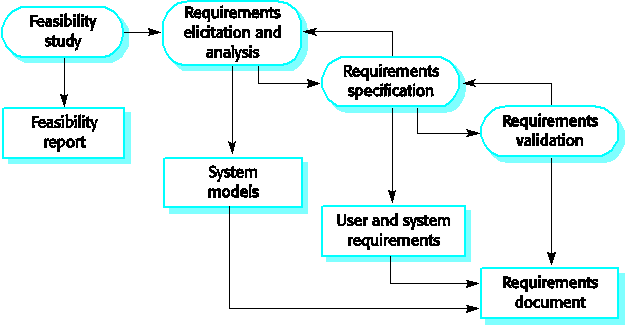 Feasibility
study
Requirements
elicitation and
analysis
Requirements
specification
Requirements
validation
Feasibility
report
System
models
User and system
requirements
Requirements
document